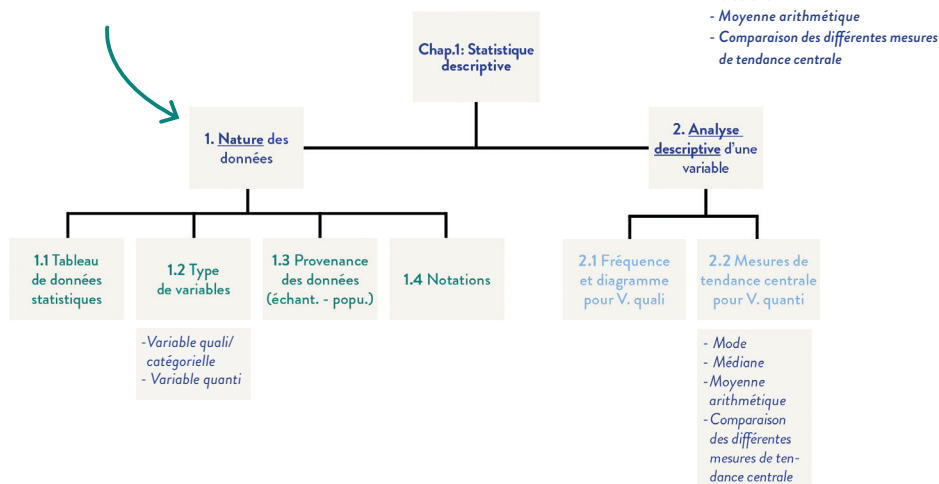 - Moyenne arithmétique
- Comparaison des différentes mesures
de tendance centrale
Chap.1: Statistique
descriptive
1. Nature des
données
2. Analyse
descriptive d'une
variable
1.1 Tableau
de données
statistiques
1.2 Type
de variables
1.3 Provenance
des données
(échant. - popu.)
1.4 Notations
2.1 Fréquence
et diagramme
pour V. quali
2.2 Mesures de
tendance centrale
pour V. quanti
-Variable quali/
catégorielle
- Variable quanti
- Mode
- Médiane
-Moyenne
arithmétique
-Comparaison
des différentes
mesures de ten-
dance centrale